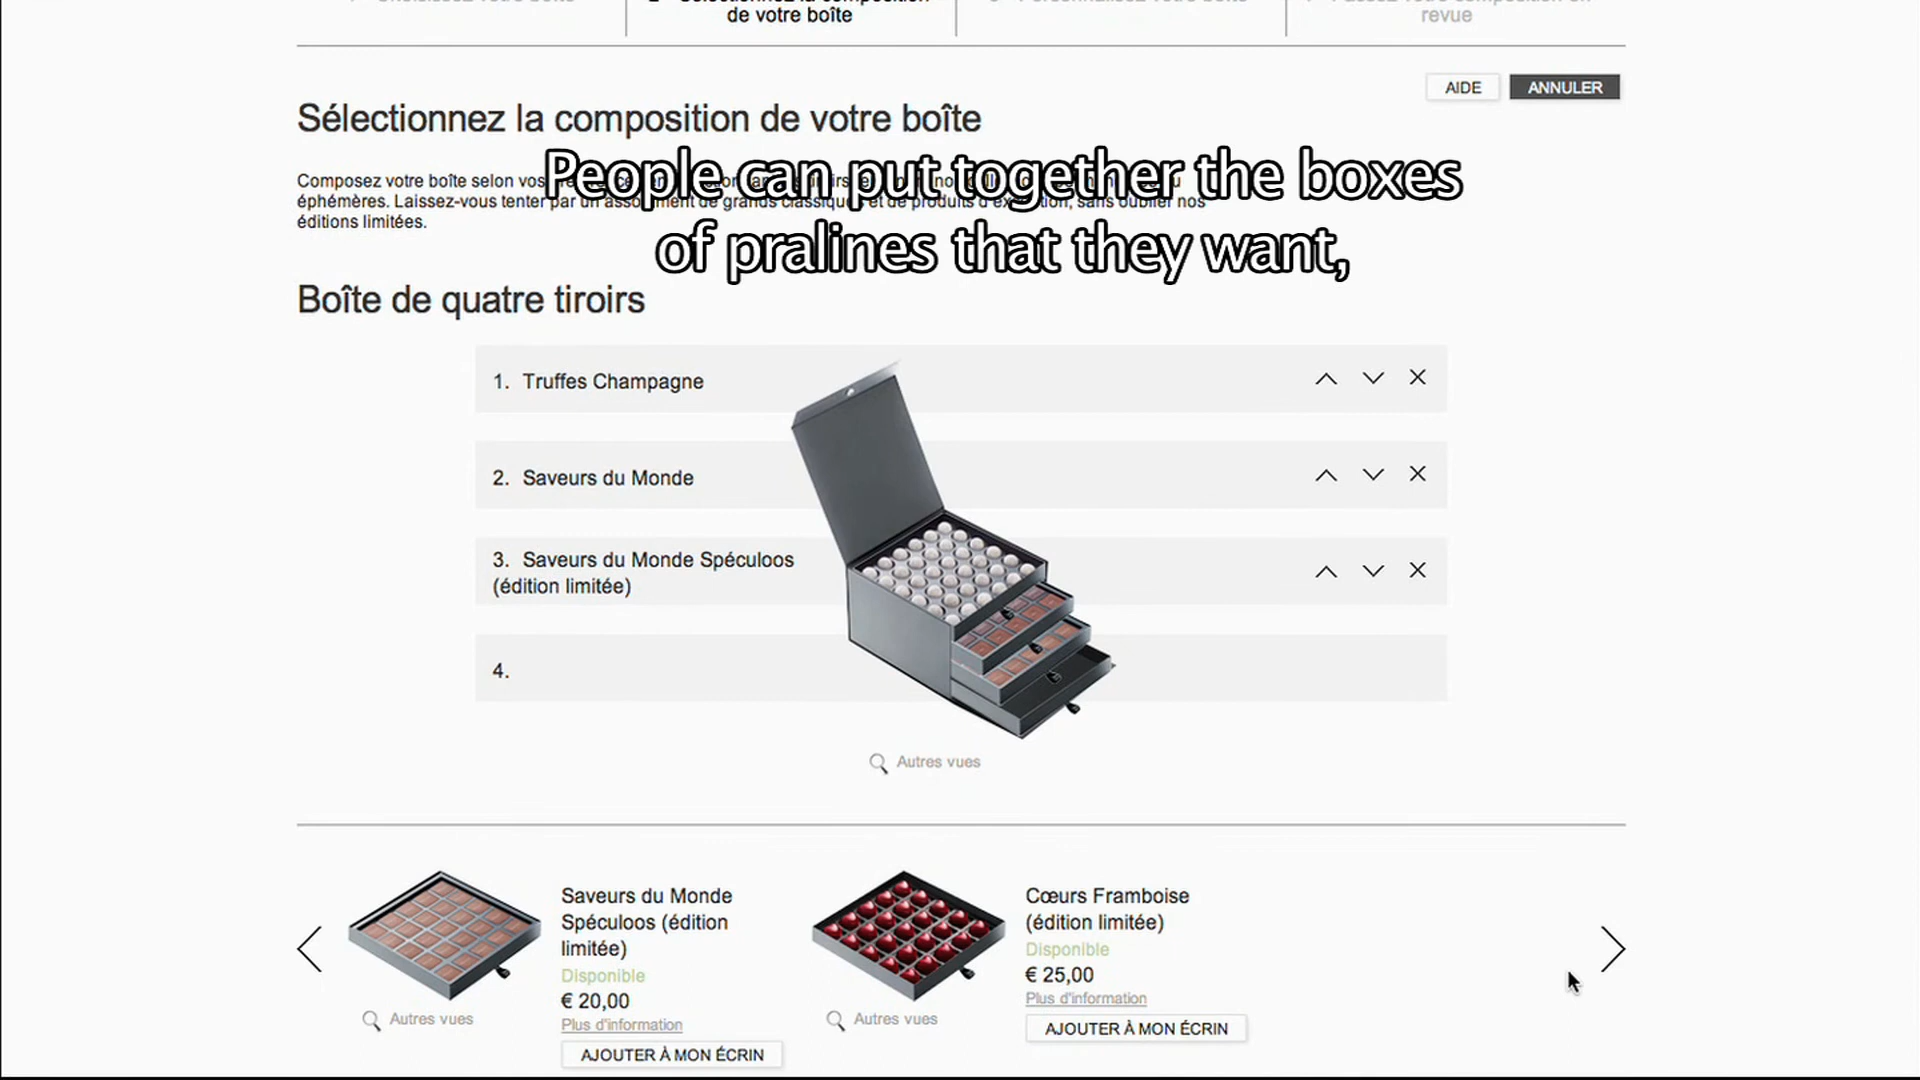 de votre boîte
revue
AIDE
ANNULER
Sélectionnez la composition de votre boîte
People can put together the boxes
of pralines that they want,
Composez votre boîte selon vos
éphémères. Laissez-vous tenter par un assortiment de grands classiques et de produits d'exception, sans oublier nos
éditions limitées.
Boîte de quatre tiroirs
1. Truffes Champagne
2. Saveurs du Monde
3. Saveurs du Monde Spéculoos
(édition limitée)
4.
Autres vues
Saveurs du Monde
Spéculoos (édition
limitée)
Disponible
€ 20,00
Plus d'information
AJOUTER À MON ÉCRIN
Autres vues
Cœurs Framboise
(édition limitée)
Disponible
€ 25,00
Plus d'information
AJOUTER À MON ÉCRIN
Autres vues